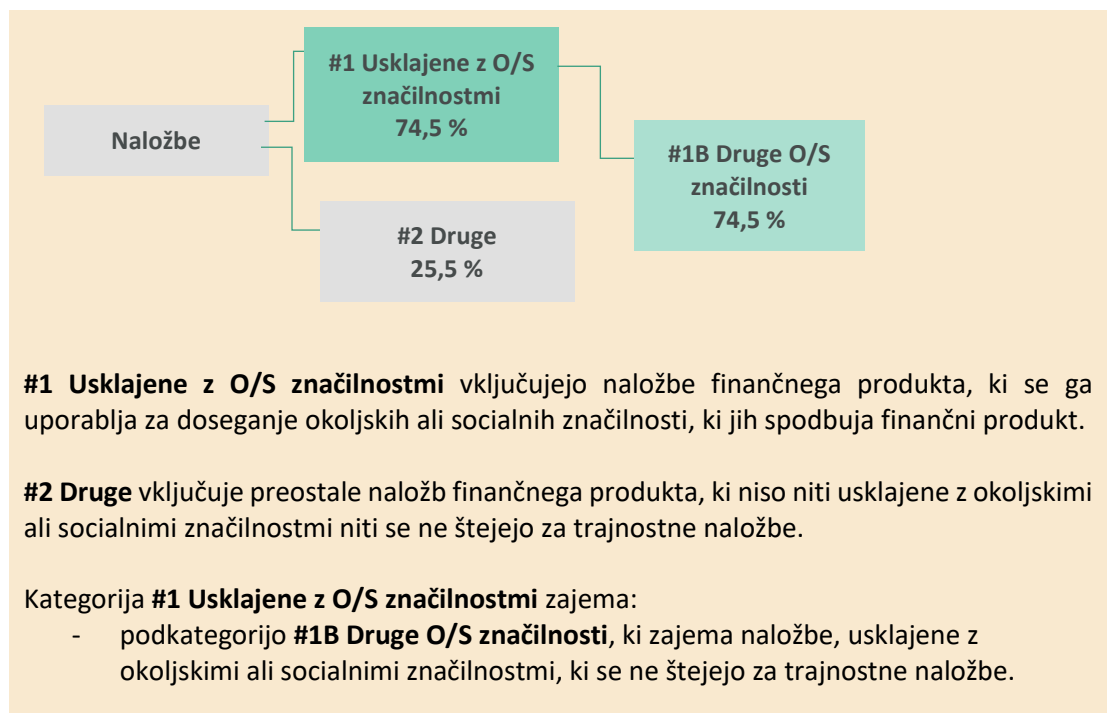 #1 Usklajene z O/S
značilnostmi
74,5 %
Naložbe
#1B Druge O/S
značilnosti
74,5 %
#2 Druge
25,5 %
#1 Usklajene z O/S značilnostmi vključujejo naložbe finančnega produkta, ki se ga
uporablja za doseganje okoljskih ali socialnih značilnosti, ki jih spodbuja finančni produkt.
#2 Druge vključuje preostale naložb finančnega produkta, ki niso niti usklajene z okoljskimi
ali socialnimi značilnostmi niti se ne štejejo za trajnostne naložbe.
Kategorija #1 Usklajene z O/S značilnostmi zajema:
- podkategorijo #1B Druge O/S značilnosti, ki zajema naložbe, usklajene z
okoljskimi ali socialnimi značilnostmi, ki se ne štejejo za trajnostne naložbe.